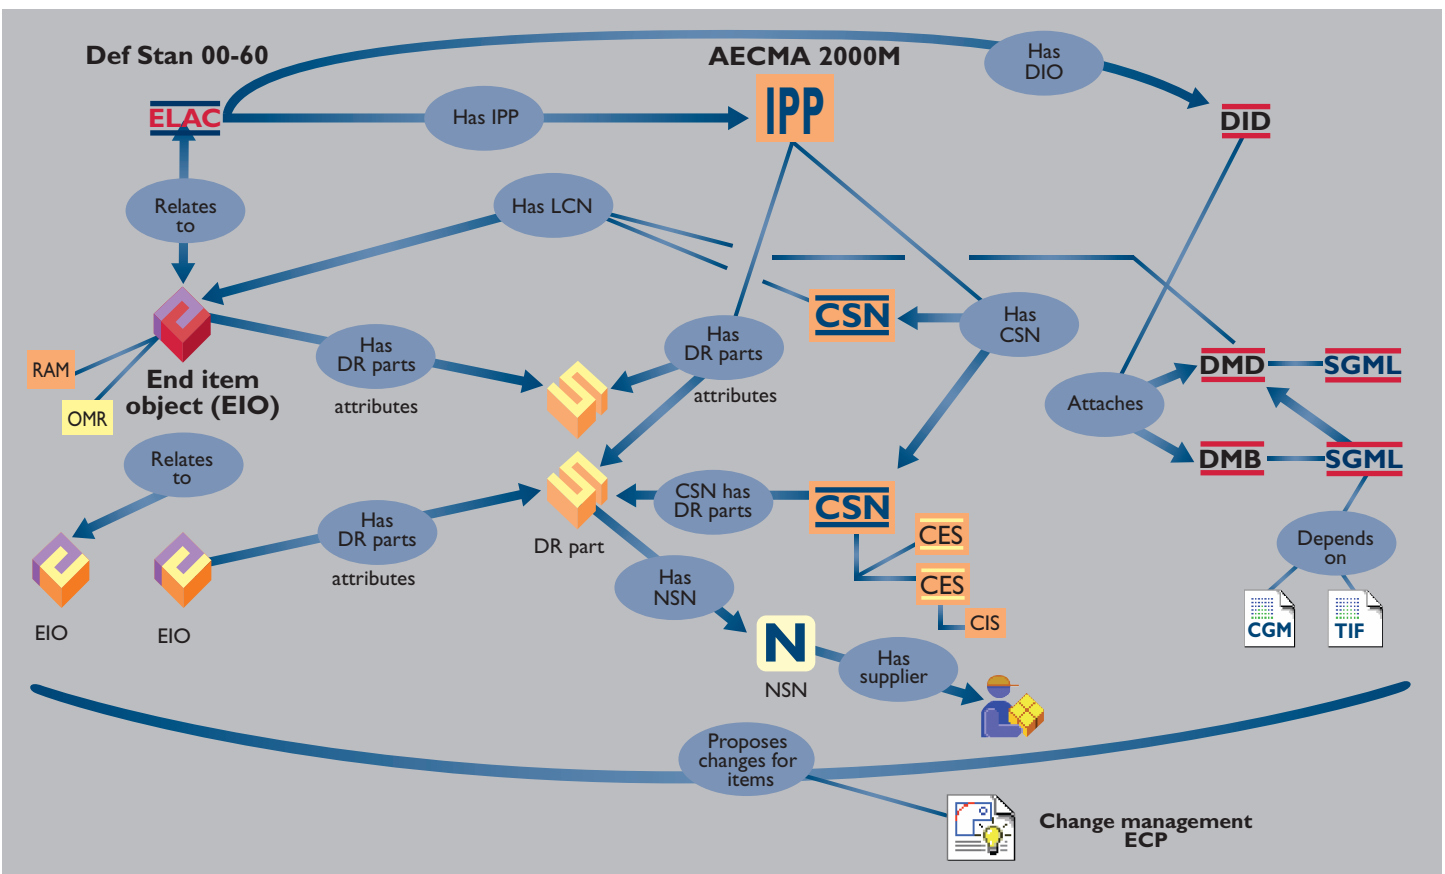 Def Stan 00-60
AECMA 2000M
Has
DIO
ELAC
Has IPP
IPP
DID
Relates
to
Has LCN
CSN
Has
CSN
Has
DR parts
attributes
Has
DR parts
attributes
RAM
OMR
End item
object (EIO)
DMD
SGML
Attaches
DMB
SGML
Relates
to
CSN has
DR parts
CSN
Has
DR parts
attributes
DR part
CES
CES
CIS
Depends
on
CGM
TIF
Has
NSN
EIO
EIO
N
NSN
Has
supplier
Proposes
changes for
items
Change management
ECP